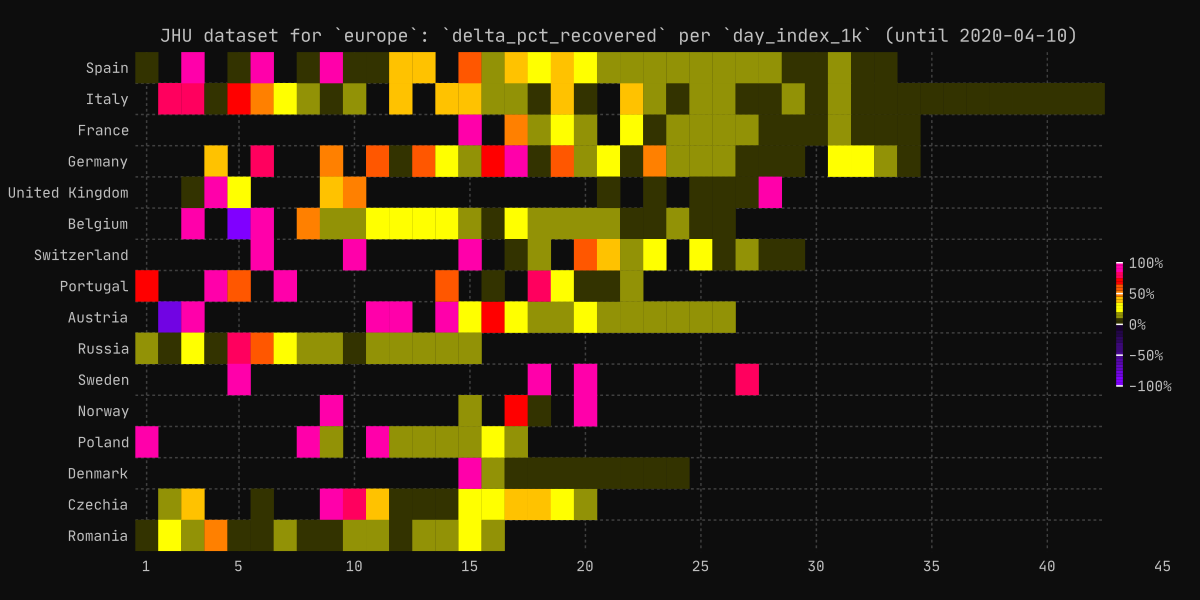 JHU dataset for `europe`: `delta_pct_recovered` per `day_index_1k` (until 2020-04-10)
Spain
Italy
France
Germany
United Kingdom
Belgium
Switzerland
Portugal
Austria
Russia
Sweden
Norway
Poland
Denmark
Czechia
Romania
1 5 10 15 20 25 30 35 40 45
100%
50%
0%
−50%
−100%